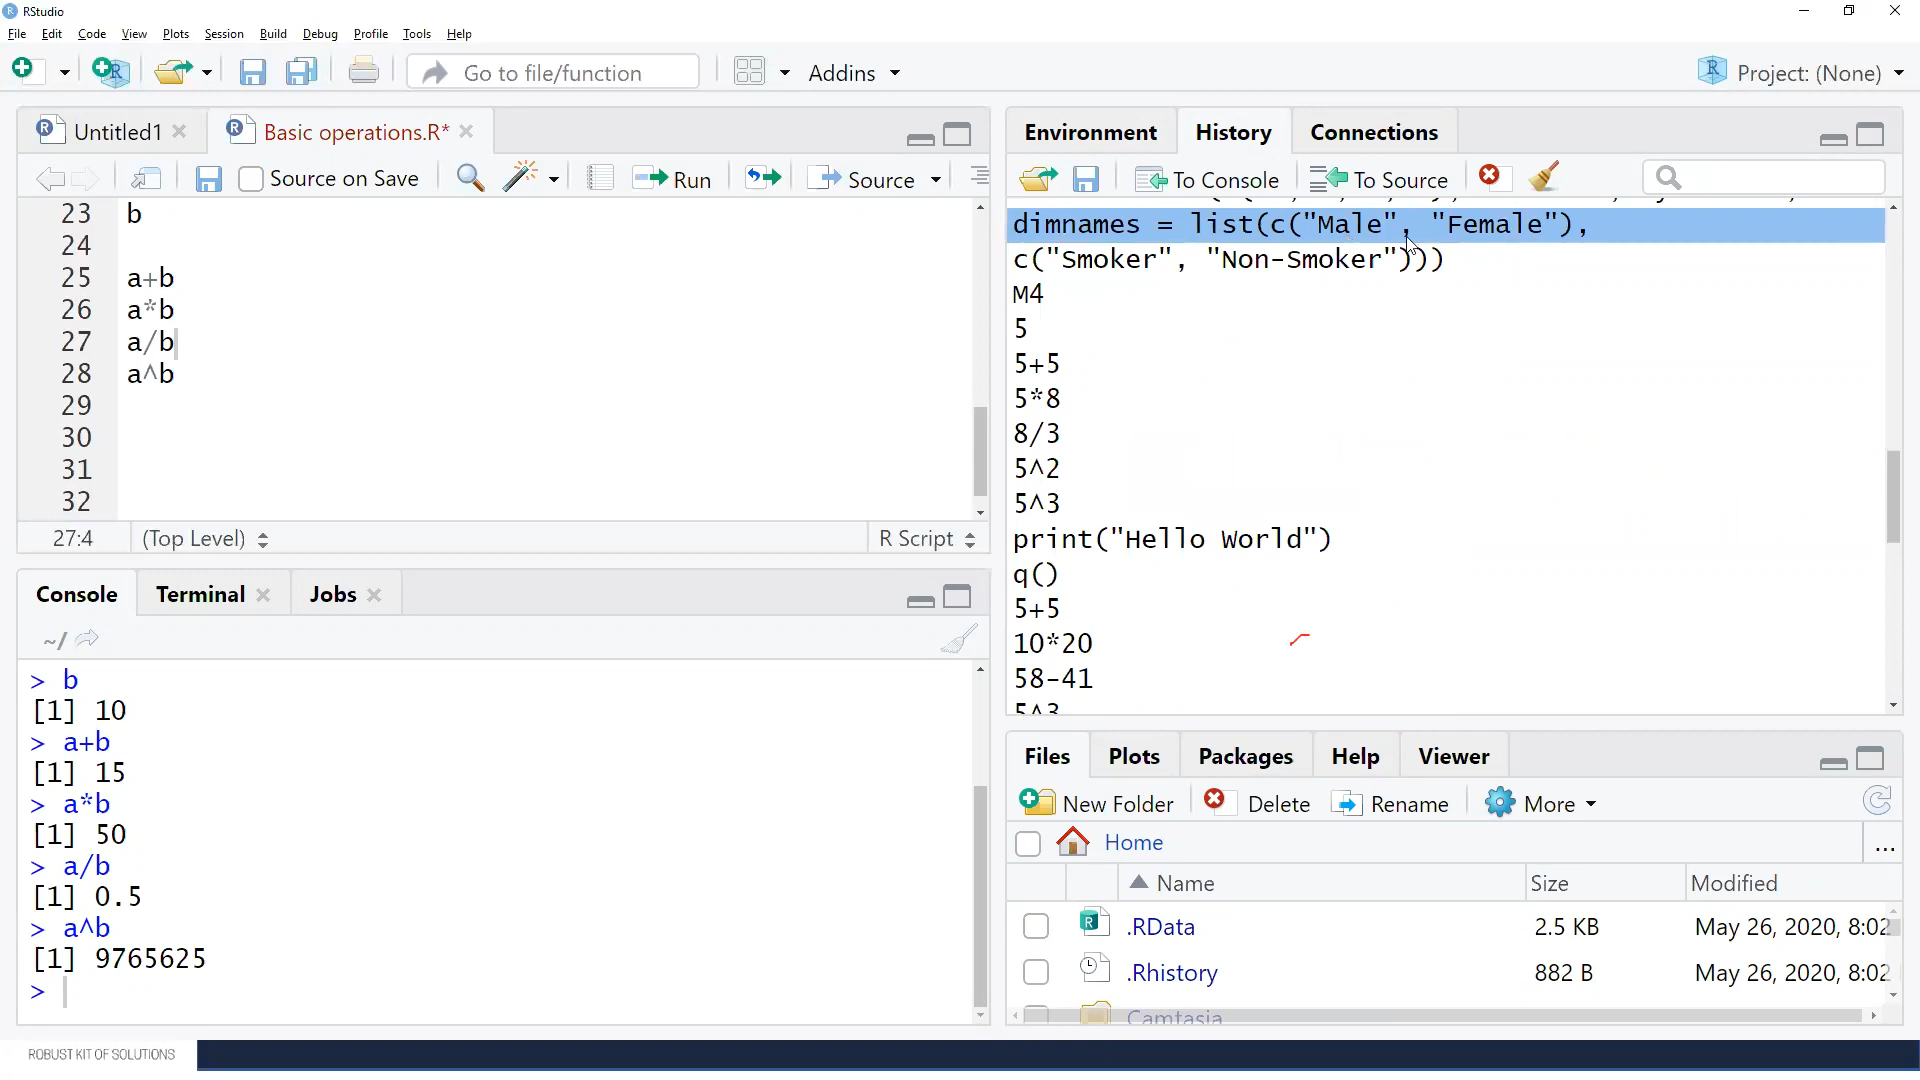 RStudio
File Edit Code View Plots Session Build Debug Profile Tools Help
Go to file/function
Addins
Project: (None)
Untitled1
Basic operations.R*
Source on Save
Run
Source
23 b
24
25 a+b
26 a*b
27 a/b
28 a^b
29
30
31
32
27:4 (Top Level) R Script
Console Terminal Jobs
~/
> b
[1] 10
> a+b
[1] 15
> a*b
[1] 50
> a/b
[1] 0.5
> a^b
[1] 9765625
>
Environment History Connections
To Console To Source
dimnames = list(c("Male", "Female"),
c("Smoker", "Non-Smoker")))
M4
5
5+5
5*8
8/3
5^2
5^3
print("Hello World")
q()
5+5
10*20
58-41
5^3
Files Plots Packages Help Viewer
New Folder Delete Rename More
Home ...
Name Size Modified
.RData 2.5 KB May 26, 2020, 8:02
.Rhistory 882 B May 26, 2020, 8:02
Camtasia
ROBUST KIT OF SOLUTIONS